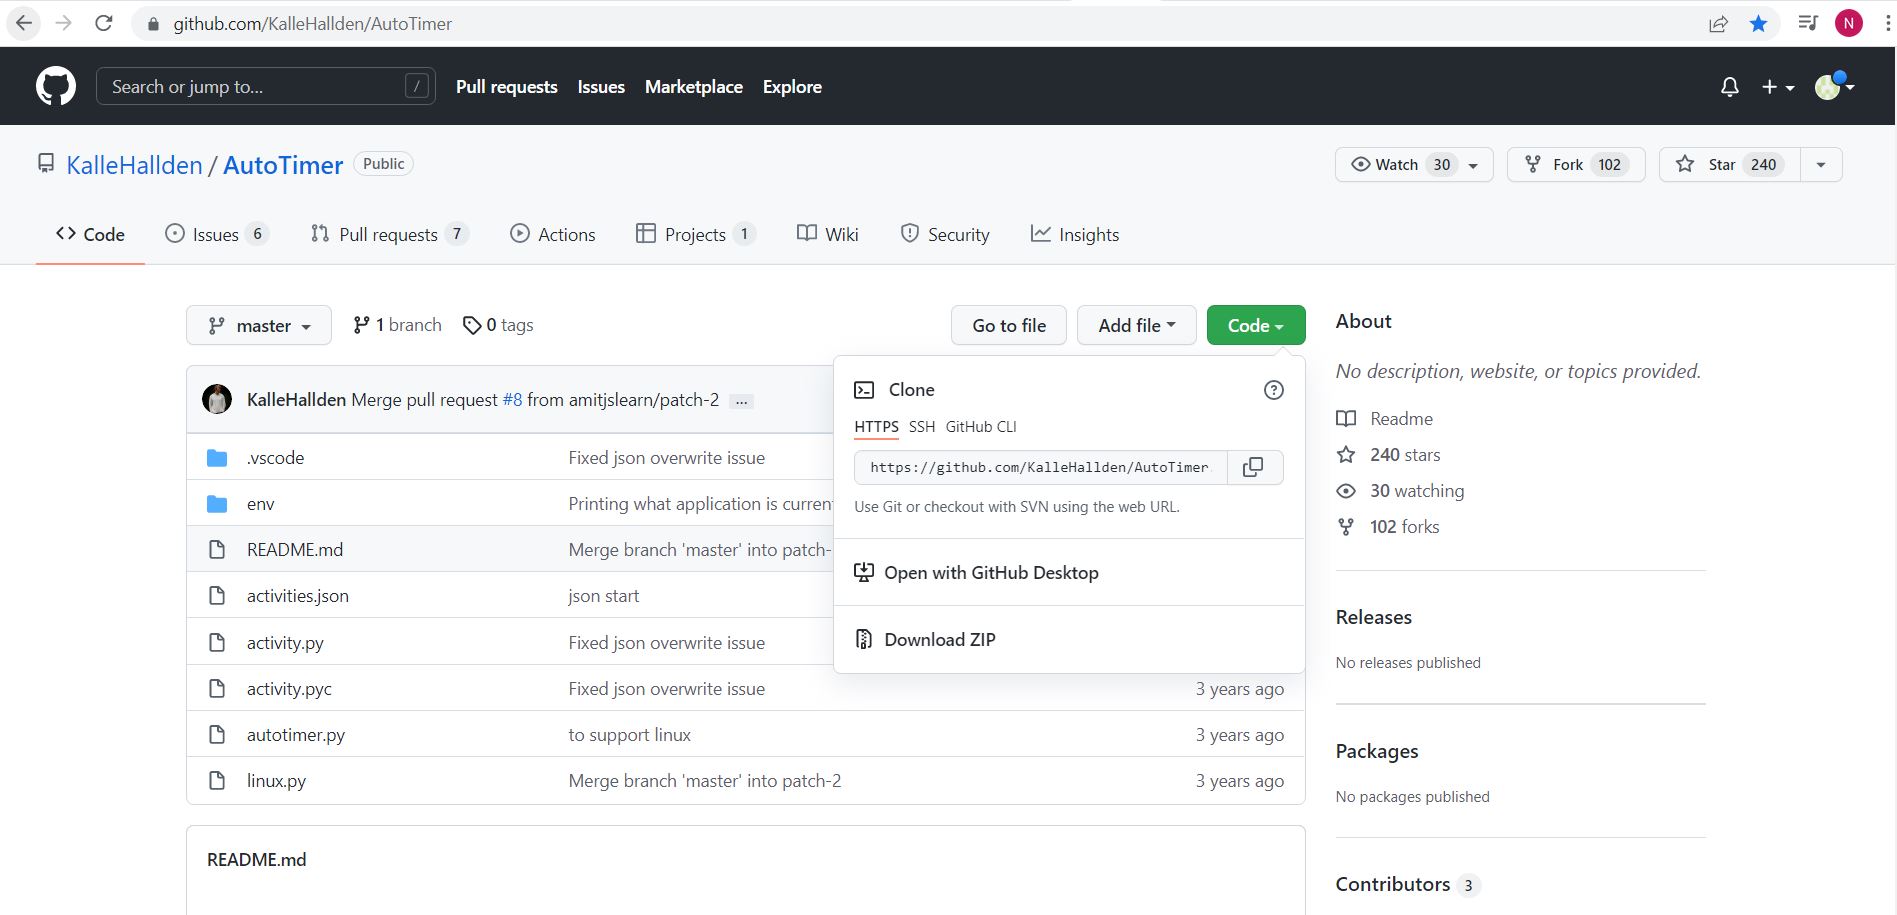 github.com/KalleHallden/AutoTimer
N
Search or jump to... /
Pull requests Issues Marketplace Explore
KalleHallden / AutoTimer Public
Watch 30 Fork 102 Star 240
Code Issues 6 Pull requests 7 Actions Projects 1 Wiki Security Insights
master 1 branch 0 tags Go to file Add file Code
KalleHallden Merge pull request #8 from amitjslearn/patch-2 ...
.vscode Fixed json overwrite issue
env Printing what application is curren
README.md Merge branch 'master' into patch-
activities.json json start
activity.py Fixed json overwrite issue
activity.pyc Fixed json overwrite issue 3 years ago
autotimer.py to support linux 3 years ago
linux.py Merge branch 'master' into patch-2 3 years ago
README.md
Clone
HTTPS SSH GitHub CLI
https://github.com/KalleHallden/AutoTimer.
Use Git or checkout with SVN using the web URL.
Open with GitHub Desktop
Download ZIP
About
No description, website, or topics provided.
Readme
240 stars
30 watching
102 forks
Releases
No releases published
Packages
No packages published
Contributors 3